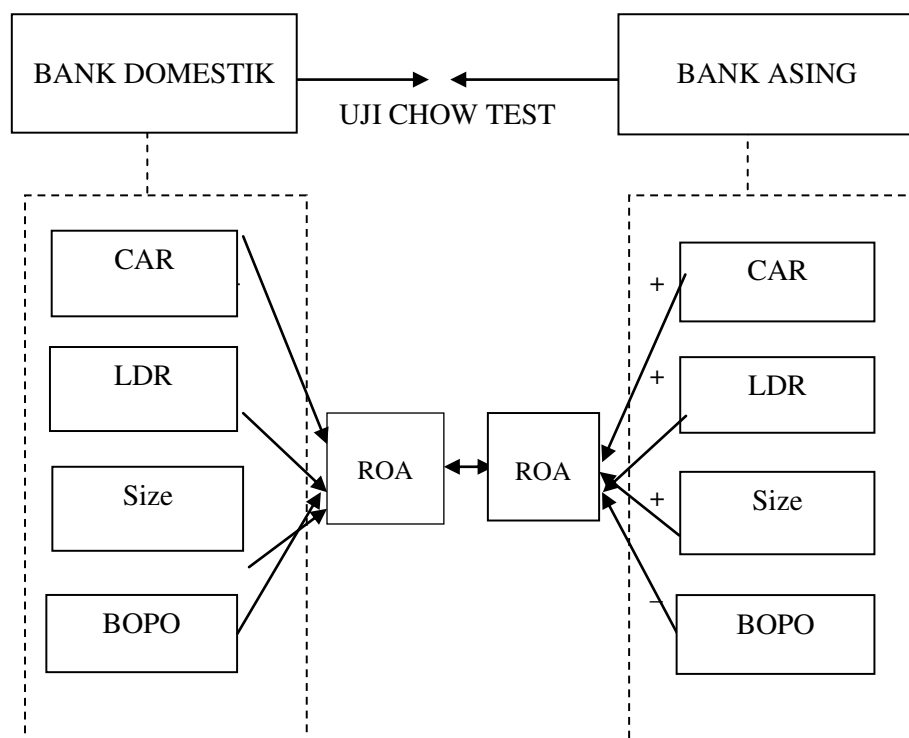 BANK DOMESTIK
BANK ASING
UJI CHOW TEST
CAR
LDR
Size
BOPO
ROA
ROA
+
CAR
+
LDR
+
Size
–
BOPO